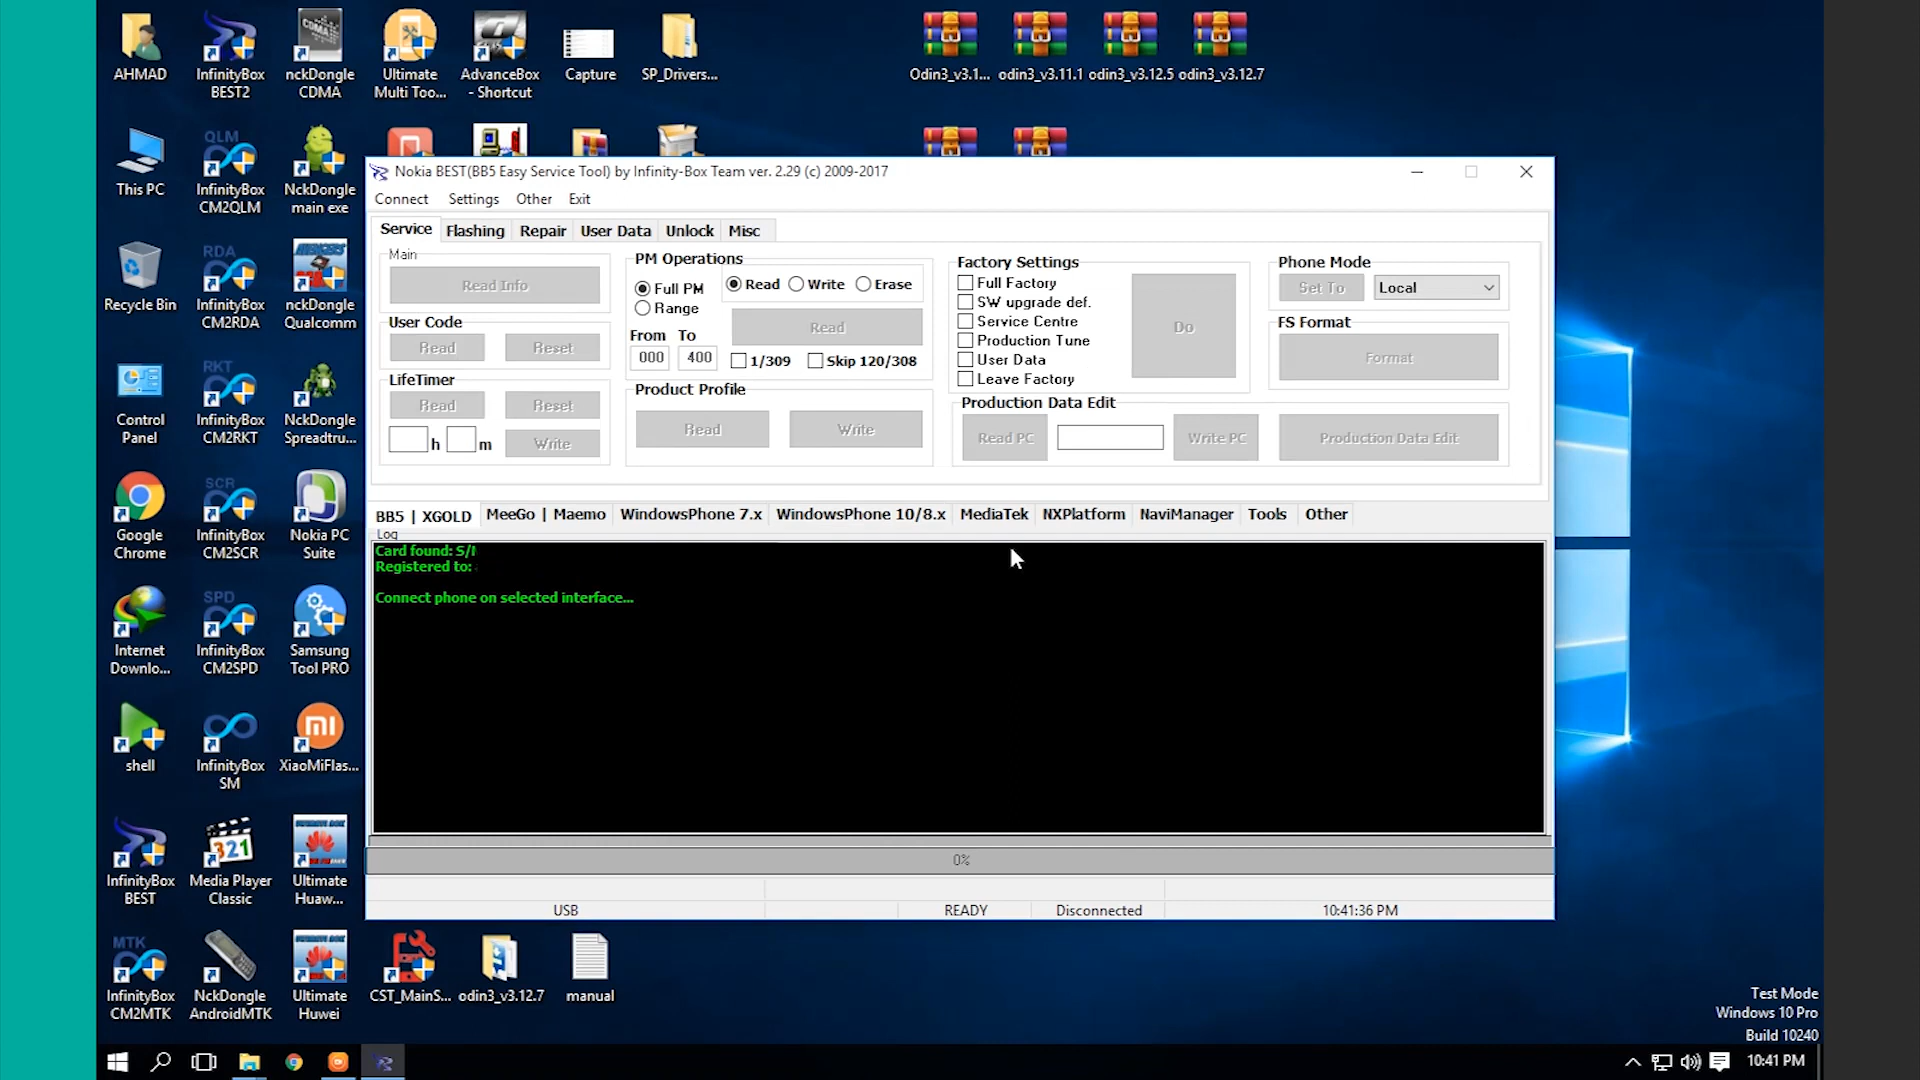 AHMAD
InfinityBox
BEST2
nckDongle
CDMA
Ultimate
Multi Too...
AdvanceBox
- Shortcut
Capture
SP_Drivers...
Odin3_v3.1...
odin3_v3.11.1
odin3_v3.12.5
odin3_v3.12.7
This PC
InfinityBox
CM2QLM
NckDongle
main exe
Recycle Bin
InfinityBox
CM2RDA
nckDongle
Qualcomm
Control
Panel
InfinityBox
CM2RKT
NckDongle
Spreadtru...
Google
Chrome
InfinityBox
CM2SCR
Nokia PC
Suite
Internet
Downlo...
InfinityBox
CM2SPD
Samsung
Tool PRO
shell
InfinityBox
SM
XiaoMiFlas...
InfinityBox
BEST
Media Player
Classic
Ultimate
Huaw...
InfinityBox
CM2MTK
NckDongle
AndroidMTK
Ultimate
Huwei
CST_MainS...
odin3_v3.12.7
manual
CDMA
QLM
RDA
RKT
SCR
SPD
321
MTK
Nokia BEST(BB5 Easy Service Tool) by Infinity-Box Team ver. 2.29 (c) 2009-2017
Connect Settings Other Exit
Service Flashing Repair User Data Unlock Misc
Main
Read Info
User Code
Read Reset
LifeTimer
Read Reset
h m Write
PM Operations
Full PM Read Write Erase
Range
Read
From To
000 400 1/309 Skip 120/308
Product Profile
Read Write
Factory Settings
Full Factory
SW upgrade def.
Service Centre
Production Tune
User Data
Leave Factory
Do
Phone Mode
Set To Local
FS Format
Format
Production Data Edit
Read PC Write PC Production Data Edit
BB5 | XGOLD MeeGo | Maemo WindowsPhone 7.x WindowsPhone 10/8.x MediaTek NXPlatform NaviManager Tools Other
Log
Card found: S/
Registered to:
Connect phone on selected interface...
0%
USB READY Disconnected 10:41:36 PM
Test Mode
Windows 10 Pro
Build 10240
10:41 PM